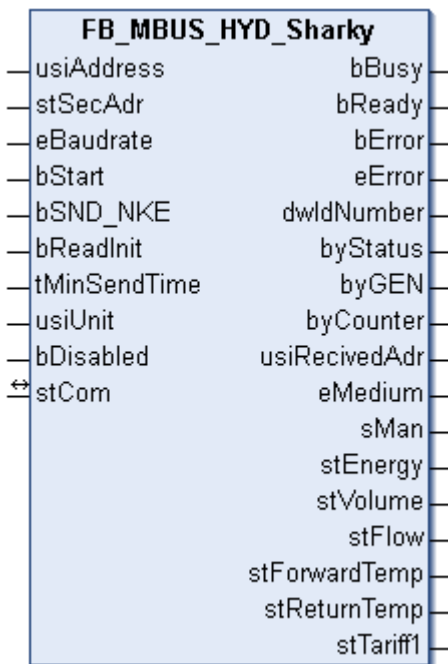 FB_MBUS_HYD_Sharky
usiAddress bBusy
stSecAdr bReady
eBaudrate bError
bStart eError
bSND_NKE dwIdNumber
bReadInit byStatus
tMinSendTime byGEN
usiUnit byCounter
bDisabled usiRecivedAdr
stCom eMedium
sMan
stEnergy
stVolume
stFlow
stForwardTemp
stReturnTemp
stTariff1